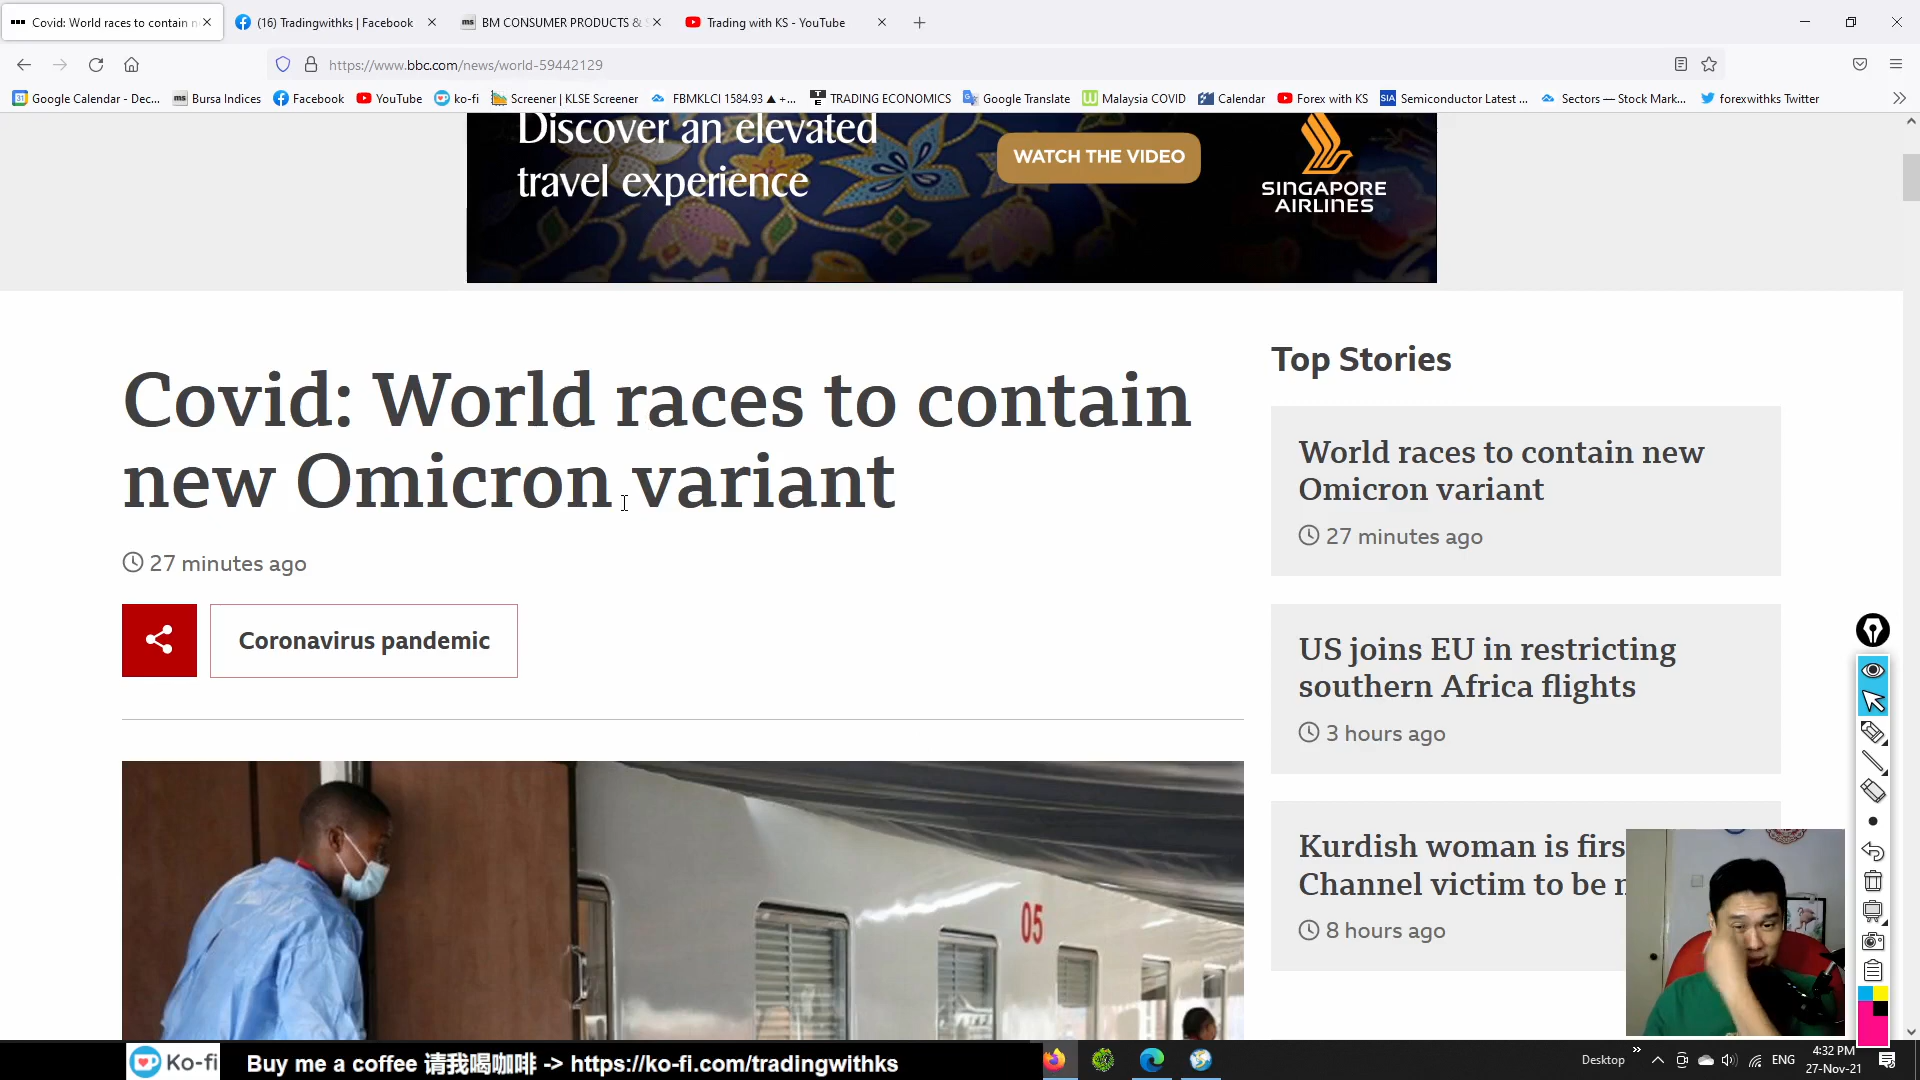 Covid: World races to contain n
(16) Tradingwithks | Facebook
ms BM CONSUMER PRODUCTS &
Trading with KS - YouTube
https://www.bbc.com/news/world-59442129
31 Google Calendar - Dec...
ms Bursa Indices
Facebook
YouTube
ko-fi
Screener | KLSE Screener
FBMKLCI 1584.93 ▲ +...
TRADING ECONOMICS
Google Translate
Malaysia COVID
Calendar
Forex with KS
SIA Semiconductor Latest ...
Sectors — Stock Mark...
forexwithks Twitter
Discover an elevated
travel experience
WATCH THE VIDEO
SINGAPORE
AIRLINES
Covid: World races to contain
new Omicron variant
27 minutes ago
Coronavirus pandemic
05
Top Stories
World races to contain new
Omicron variant
27 minutes ago
US joins EU in restricting
southern Africa flights
3 hours ago
Kurdish woman is firs
Channel victim to be
8 hours ago
Ko-fi
Buy me a coffee 请我喝咖啡 -> https://ko-fi.com/tradingwithks
Desktop
ENG
4:32 PM
27-Nov-21